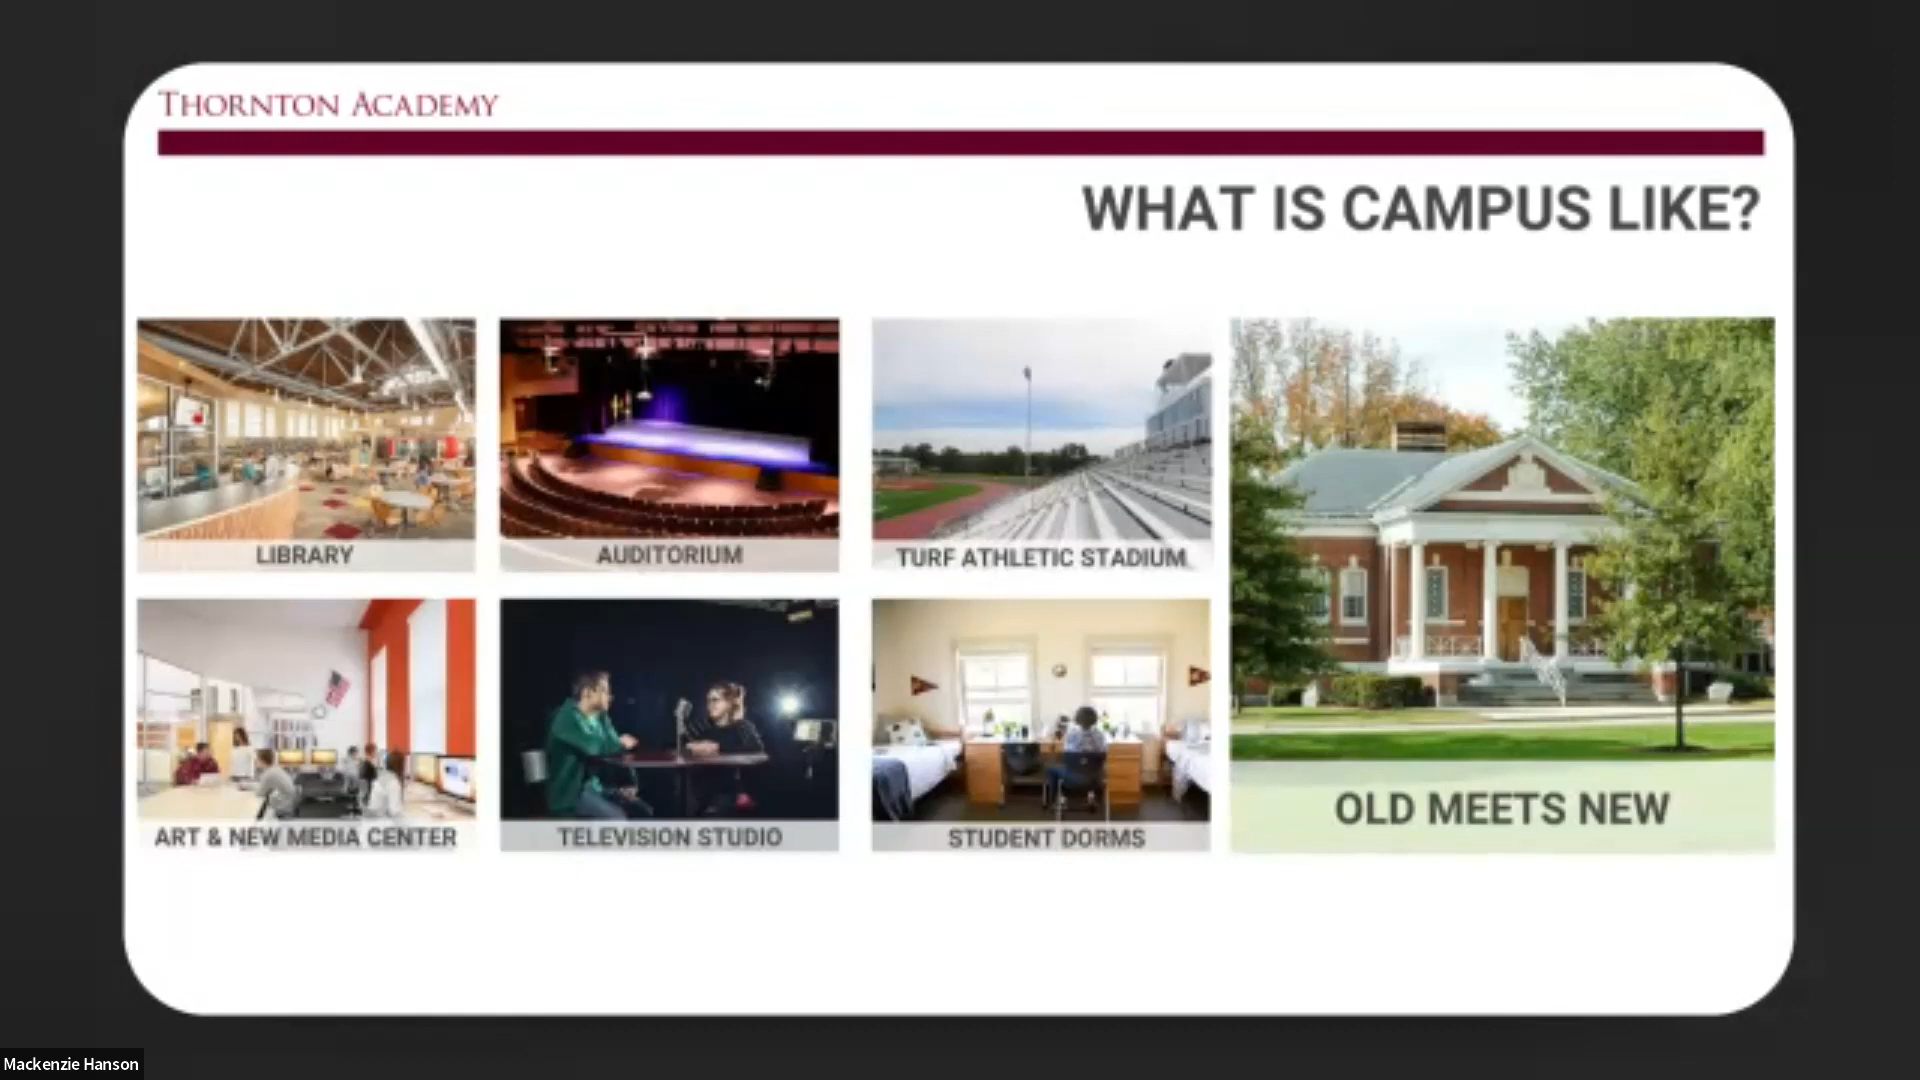 THORNTON ACADEMY
WHAT IS CAMPUS LIKE?
LIBRARY
AUDITORIUM
TURF ATHLETIC STADIUM
ART & NEW MEDIA CENTER
TELEVISION STUDIO
STUDENT DORMS
OLD MEETS NEW
Mackenzie Hanson